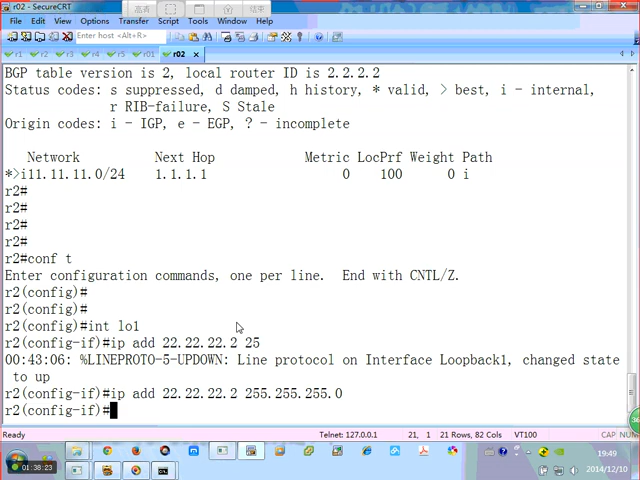 r02 - SecureCRT
File Edit View Options Transfer Script Tools Window Help
Enter host <Alt+R>
r1 r2 r3 r4 r5 r01 r02
BGP table version is 2, local router ID is 2.2.2.2
Status codes: s suppressed, d damped, h history, * valid, > best, i - internal,
r RIB-failure, S Stale
Origin codes: i - IGP, e - EGP, ? - incomplete
Network Next Hop Metric LocPrf Weight Path
*>i11.11.11.0/24 1.1.1.1 0 100 0 i
r2#
r2#
r2#
r2#
r2#conf t
Enter configuration commands, one per line. End with CNTL/Z.
r2(config)#
r2(config)#
r2(config)#int lo1
r2(config-if)#ip add 22.22.22.2 25
00:43:06: %LINEPROTO-5-UPDOWN: Line protocol on Interface Loopback1, changed state
to up
r2(config-if)#ip add 22.22.22.2 255.255.255.0
r2(config-if)#
Ready Telnet: 127.0.0.1 21, 1 21 Rows, 82 Cols VT100 CAP NUM
01:38:23
19:49
2014/12/10